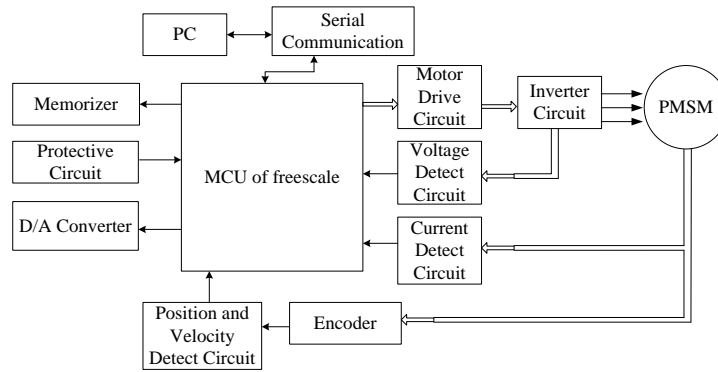 PC
Serial
Communication
Memorizer
Protective
Circuit
D/A Converter
MCU of freescale
Motor
Drive
Circuit
Inverter
Circuit
PMSM
Voltage
Detect
Circuit
Current
Detect
Circuit
Position and
Velocity
Detect Circuit
Encoder